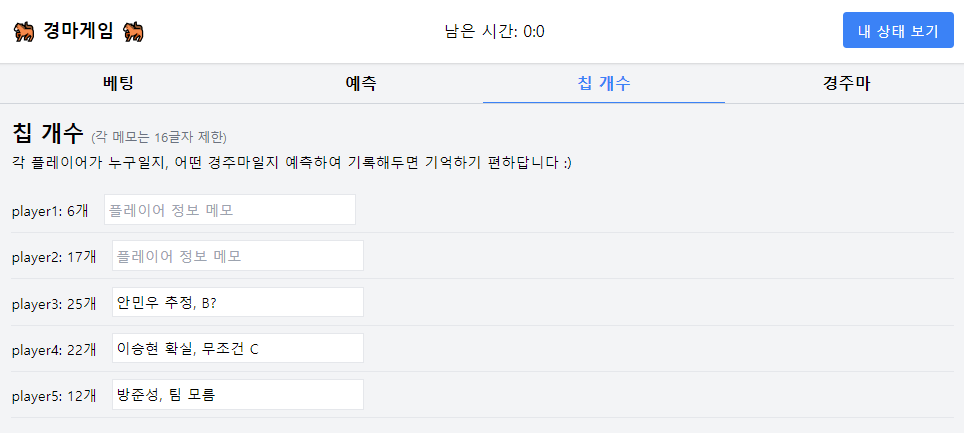 경마게임
남은 시간: 0:0
내 상태 보기
베팅
예측
칩 개수
경주마
칩 개수 (각 메모는 16글자 제한)
각 플레이어가 누구일지, 어떤 경주마일지 예측하여 기록해두면 기억하기 편하답니다 :)
player1: 6개 플레이어 정보 메모
player2: 17개 플레이어 정보 메모
player3: 25개 안민우 추정, B?
player4: 22개 이승현 확실, 무조건 C
player5: 12개 방준성, 팀 모름